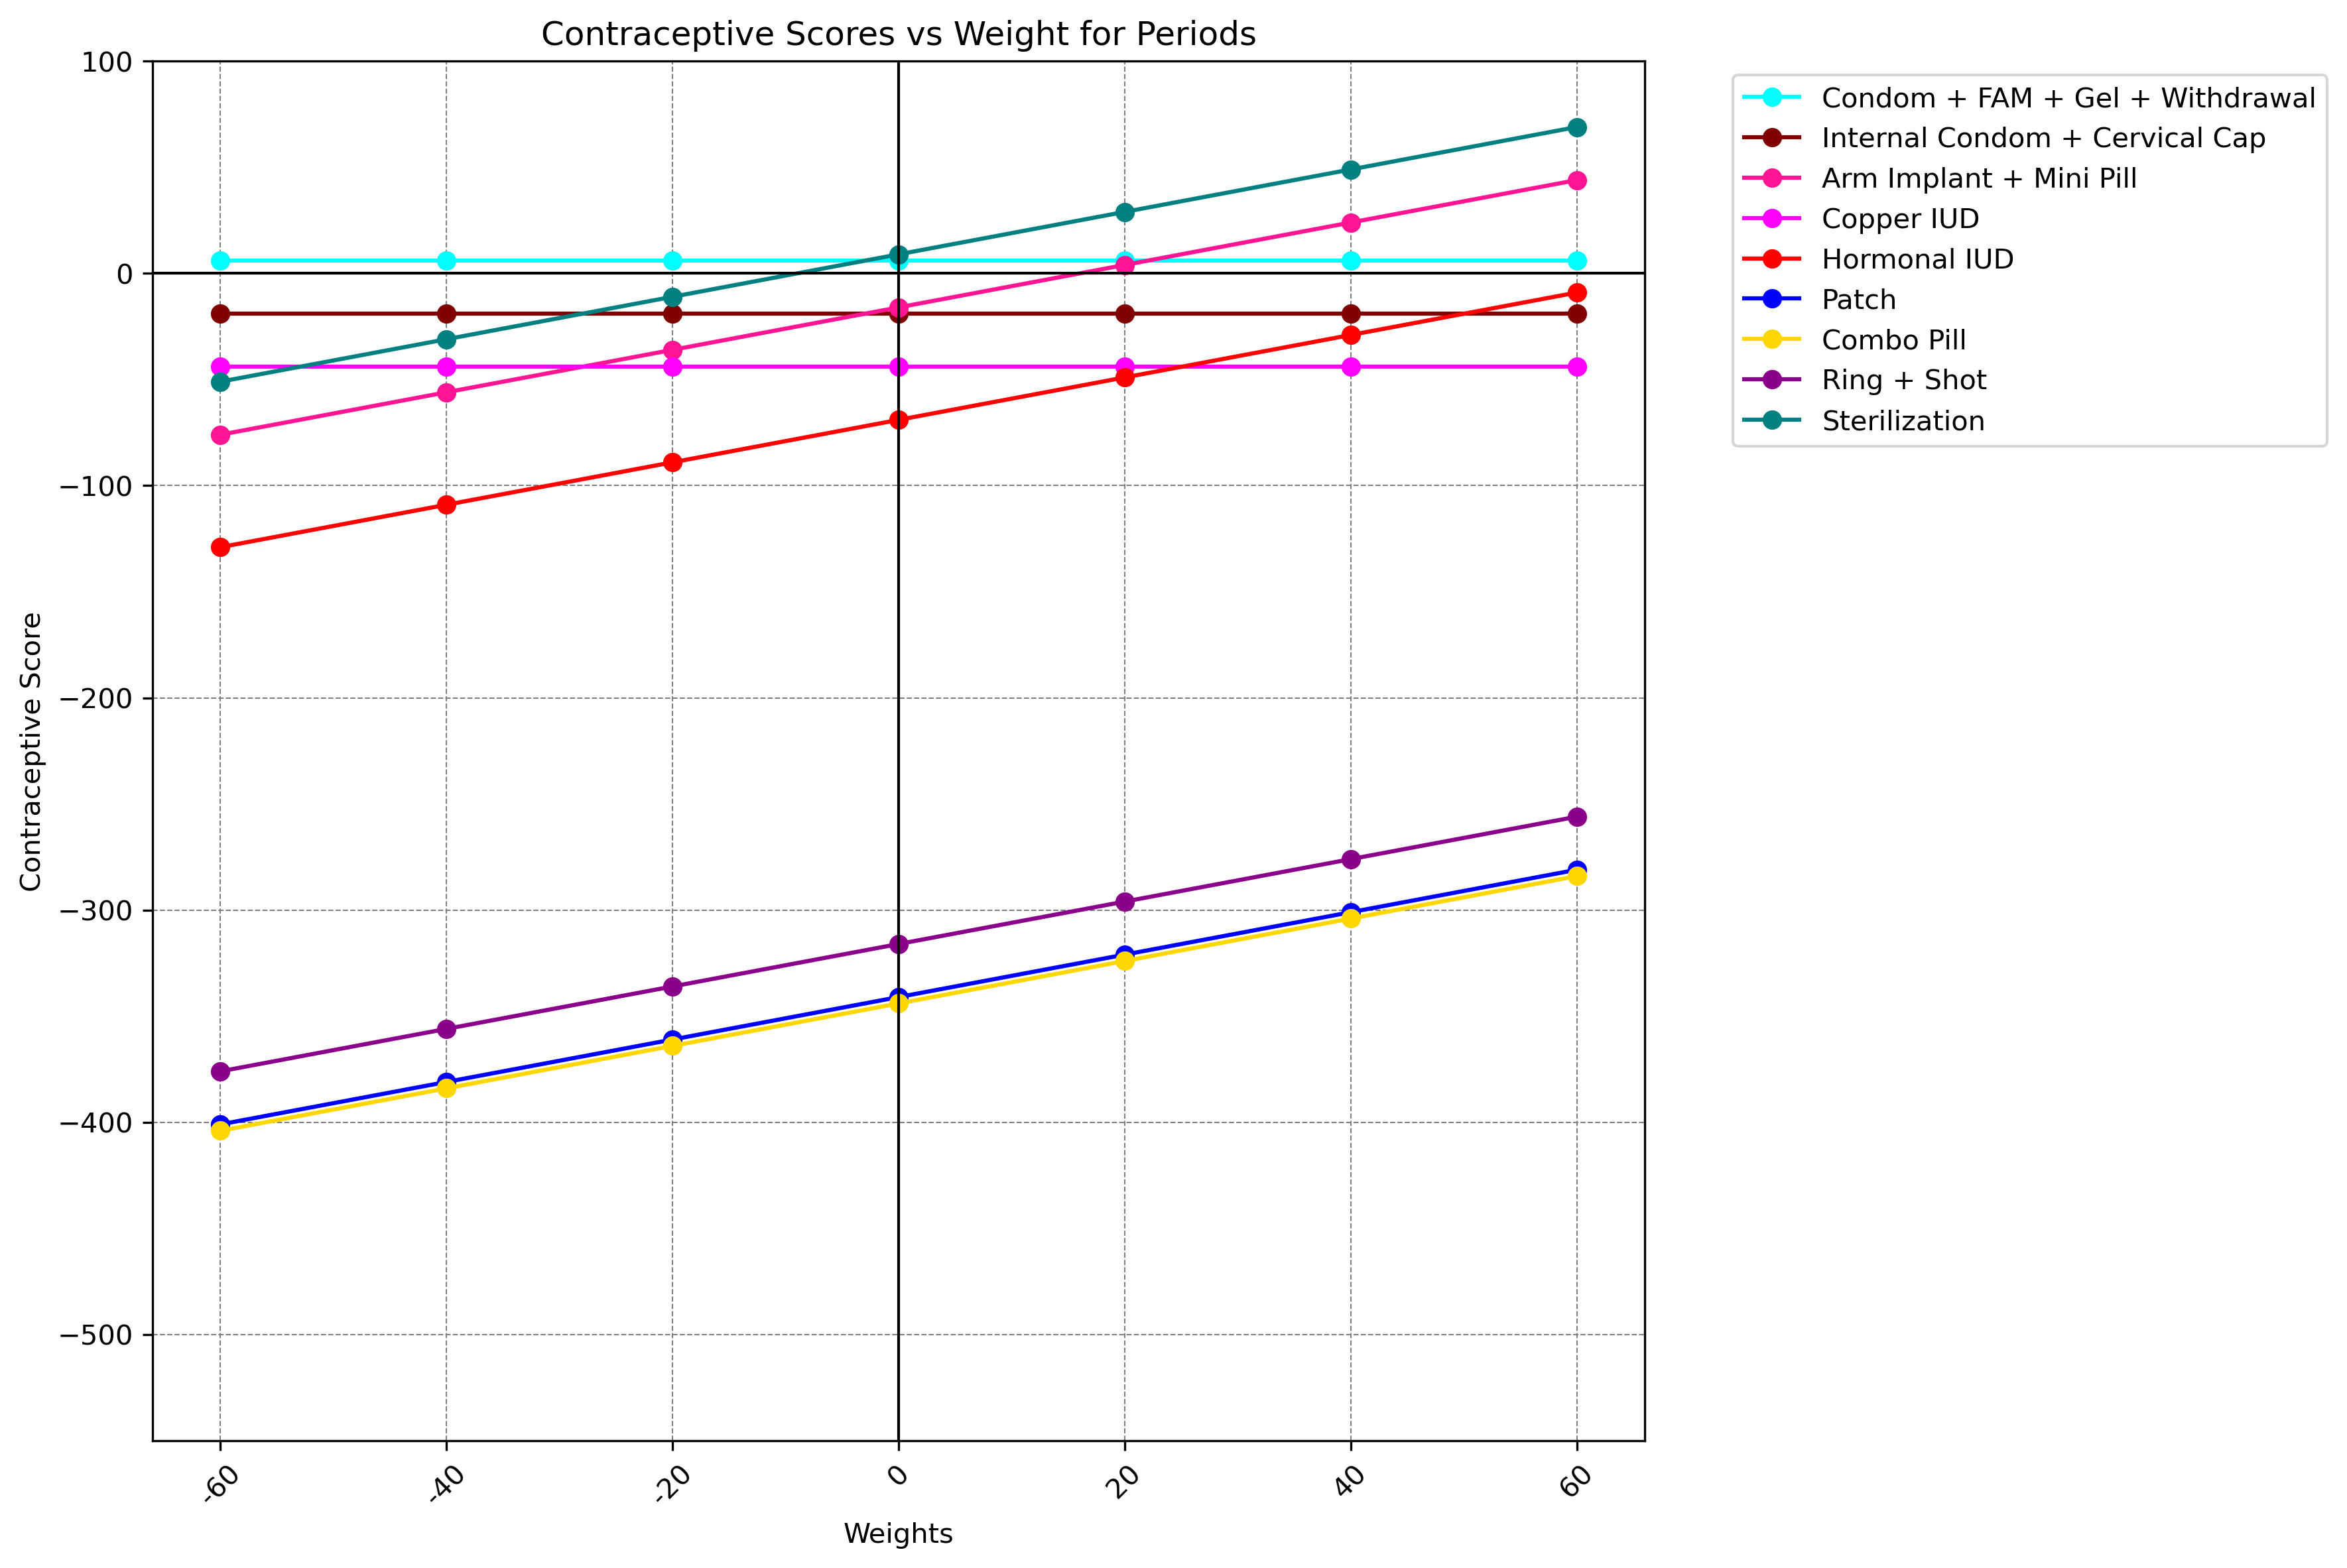 Contraceptive Scores vs Weight for Periods
100
0
−100
−200
−300
−400
−500
Contraceptive Score
-60
-40
-20
0
20
40
60
Weights
Condom + FAM + Gel + Withdrawal
Internal Condom + Cervical Cap
Arm Implant + Mini Pill
Copper IUD
Hormonal IUD
Patch
Combo Pill
Ring + Shot
Sterilization